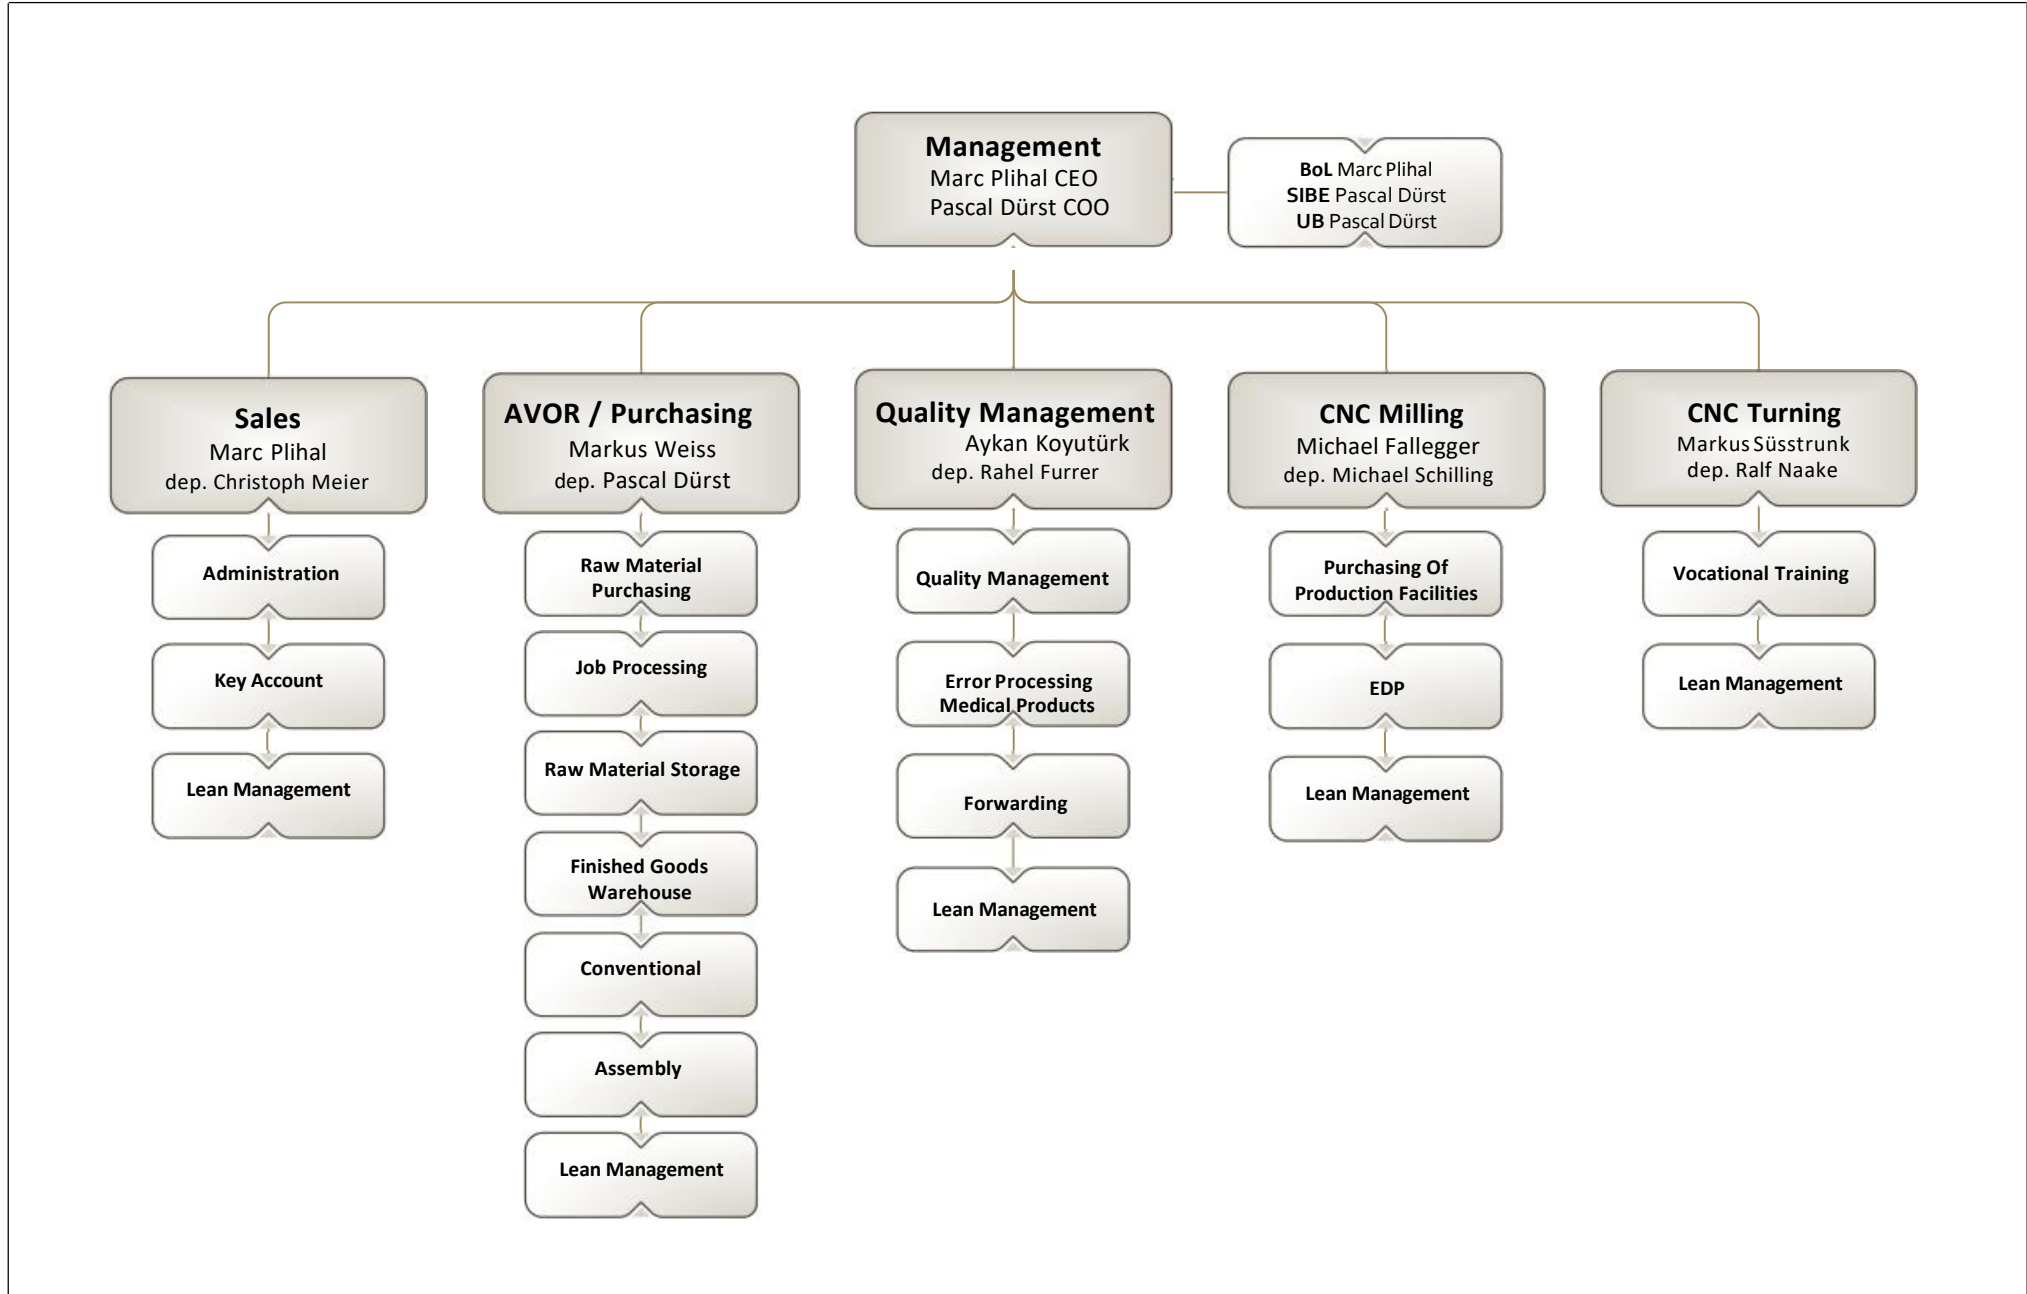 Management
Marc Plihal CEO
Pascal Dürst COO
BoL Marc Plihal
SIBE Pascal Dürst
UB Pascal Dürst
Sales
Marc Plihal
dep. Christoph Meier
Administration
Key Account
Lean Management
AVOR / Purchasing
Markus Weiss
dep. Pascal Dürst
Raw Material
Purchasing
Job Processing
Raw Material Storage
Finished Goods
Warehouse
Conventional
Assembly
Lean Management
Quality Management
Aykan Koyutürk
dep. Rahel Furrer
Quality Management
Error Processing
Medical Products
Forwarding
Lean Management
CNC Milling
Michael Fallegger
dep. Michael Schilling
Purchasing Of
Production Facilities
EDP
Lean Management
CNC Turning
Markus Süsstrunk
dep. Ralf Naake
Vocational Training
Lean Management